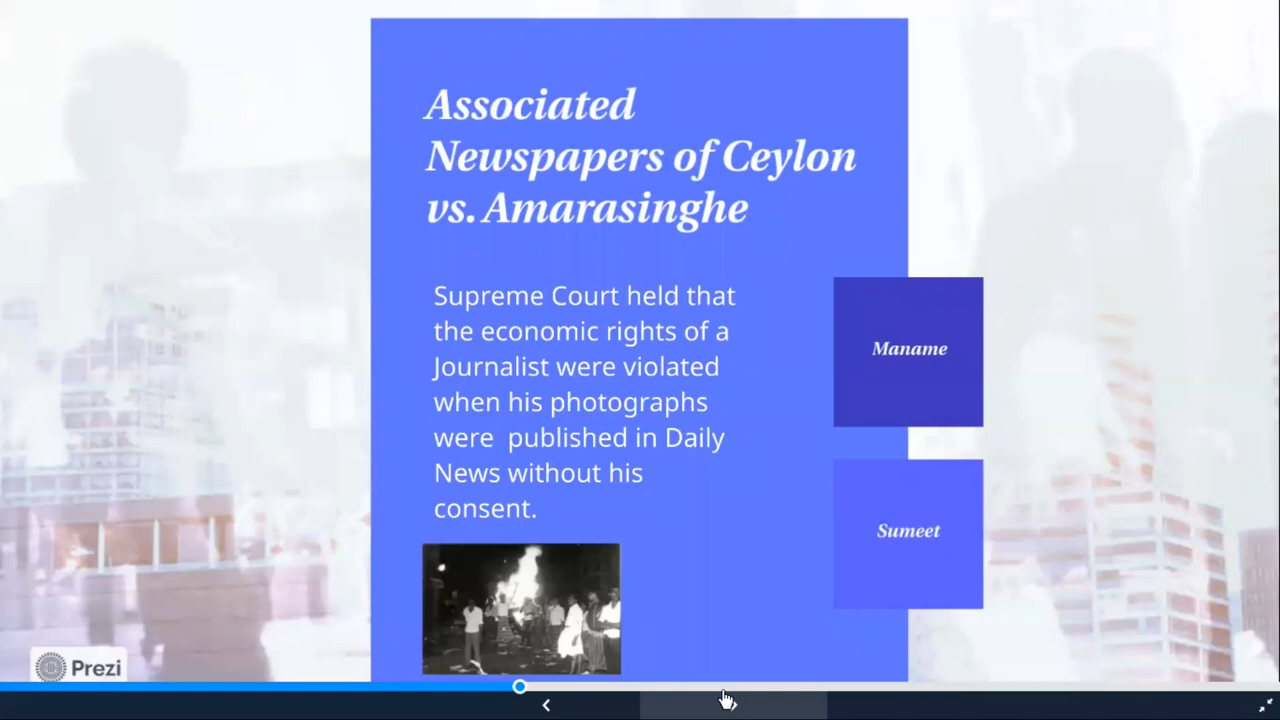 Associated
Newspapers of Ceylon
vs. Amarasinghe
Supreme Court held that
the economic rights of a
Journalist were violated
when his photographs
were published in Daily
News without his
consent.
Maname
Sumeet
Prezi